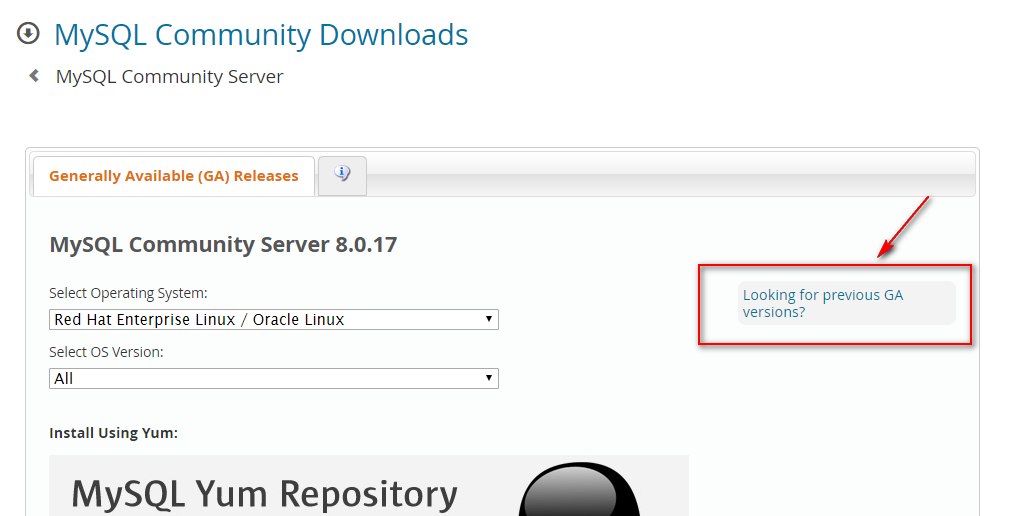 MySQL Community Downloads
MySQL Community Server
Generally Available (GA) Releases
MySQL Community Server 8.0.17
Select Operating System:
Looking for previous GA
versions?
Red Hat Enterprise Linux / Oracle Linux
Select OS Version:
All
Install Using Yum:
MySQL Yum Repository